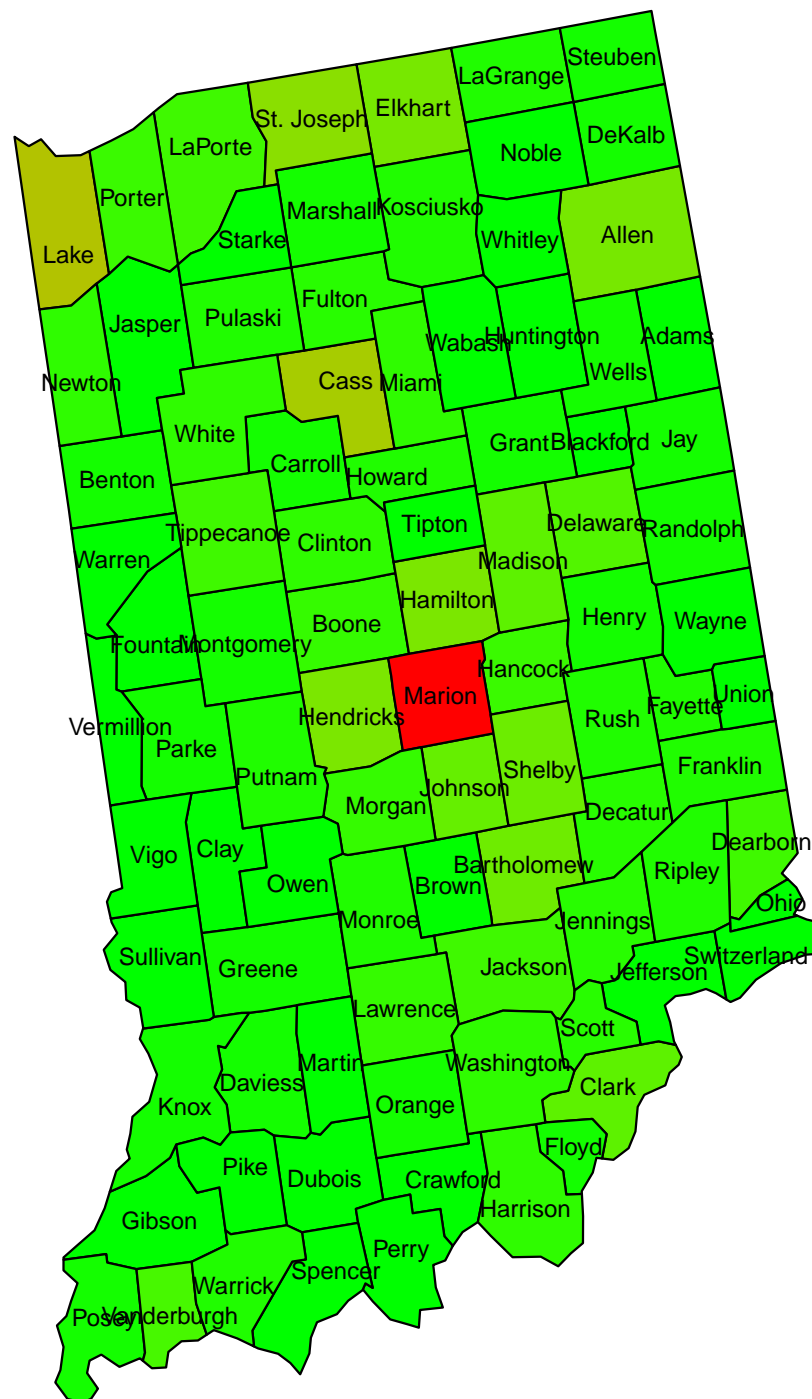 Steuben
LaGrange
Elkhart
St. Joseph
LaPorte
DeKalb
Noble
Porter
Kosciusko
Marshall
Allen
Whitley
Starke
Lake
Fulton
Pulaski
Jasper
Huntington
Adams
Wabash
Wells
Cass
Miami
Newton
White
Jay
Blackford
Grant
Carroll
Howard
Benton
Tipton
Delaware
Randolph
Tippecanoe
Clinton
Madison
Warren
Hamilton
Henry
Wayne
Boone
Montgomery
Fountain
Hancock
Marion
Union
Fayette
Hendricks
Rush
Vermillion
Parke
Franklin
Shelby
Putnam
Johnson
Morgan
Decatur
Dearborn
Clay
Vigo
Bartholomew
Ripley
Owen
Brown
Ohio
Monroe
Jennings
Sullivan
Switzerland
Greene
Jackson
Jefferson
Lawrence
Scott
Martin
Washington
Daviess
Clark
Knox
Orange
Floyd
Pike
Dubois
Crawford
Harrison
Gibson
Perry
Spencer
Warrick
Posey
Vanderburgh